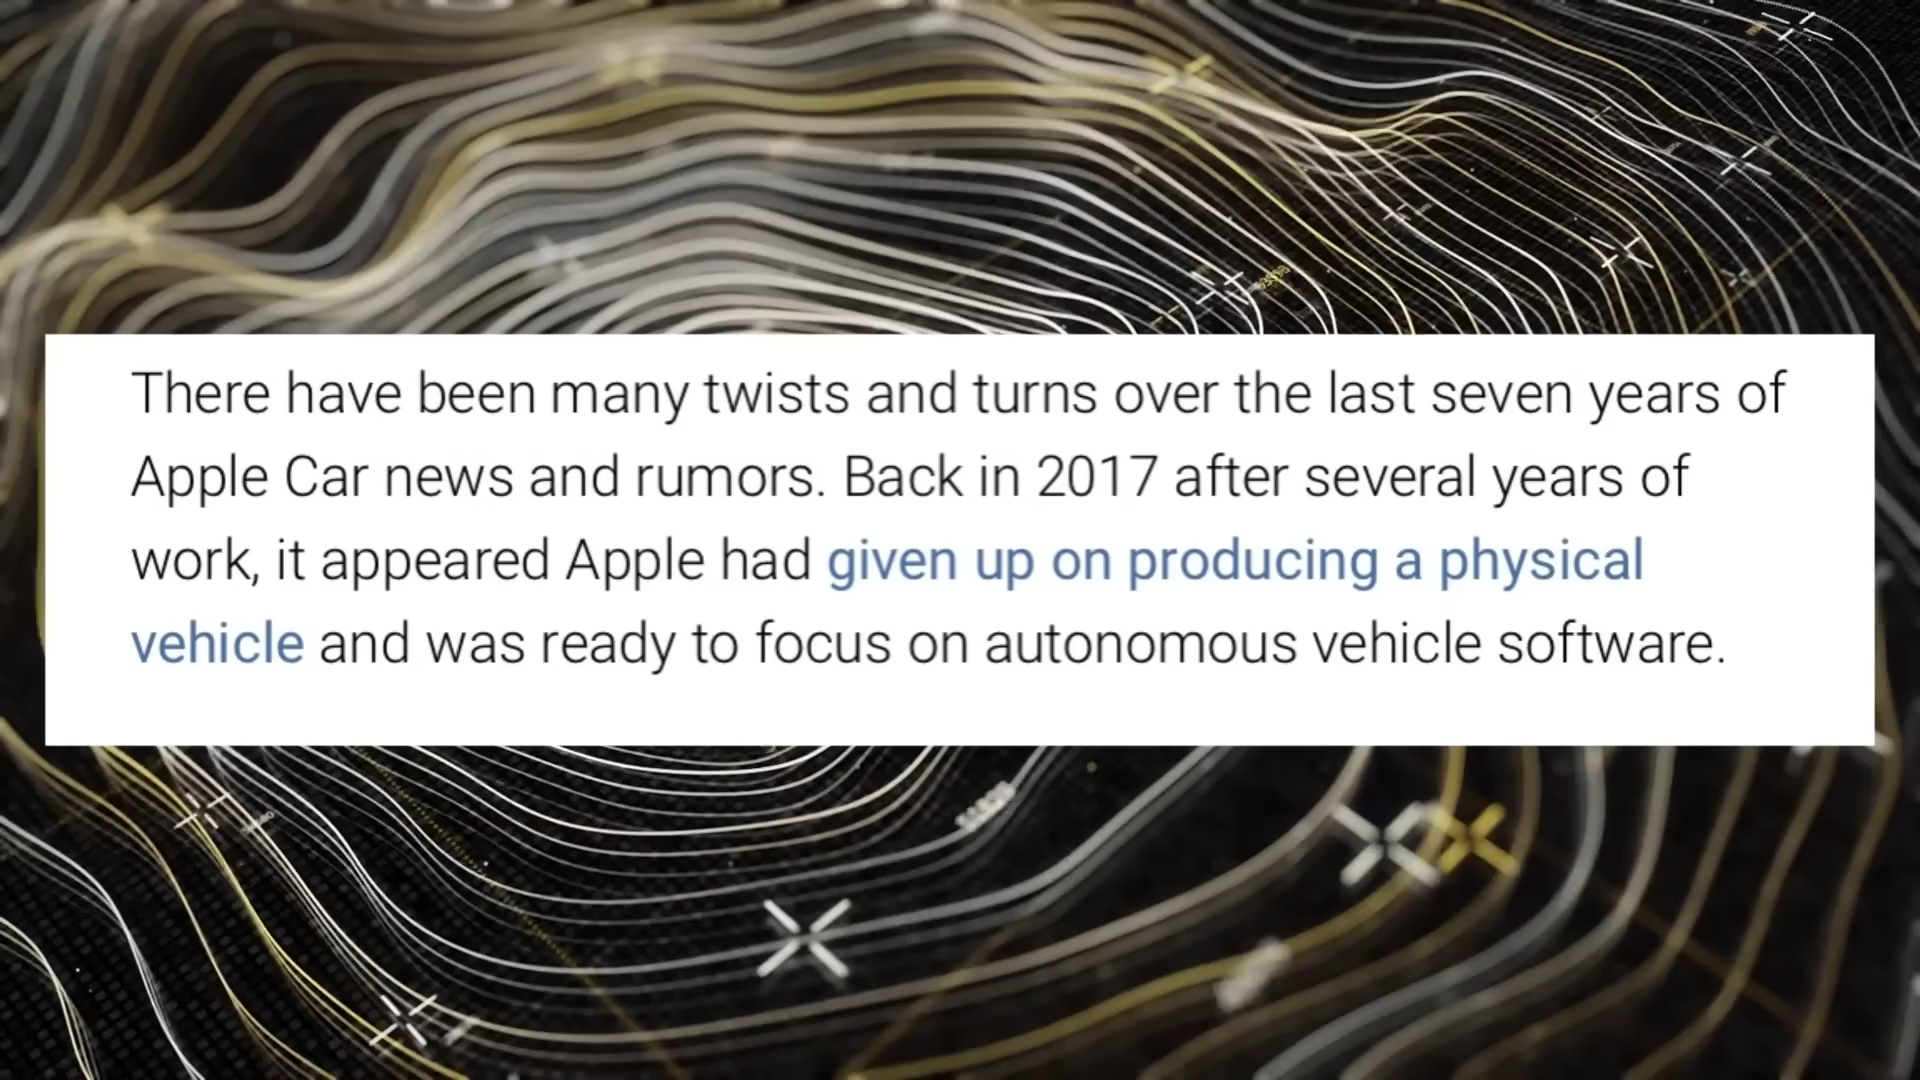 There have been many twists and turns over the last seven years of
Apple Car news and rumors. Back in 2017 after several years of
work, it appeared Apple had given up on producing a physical
vehicle and was ready to focus on autonomous vehicle software.